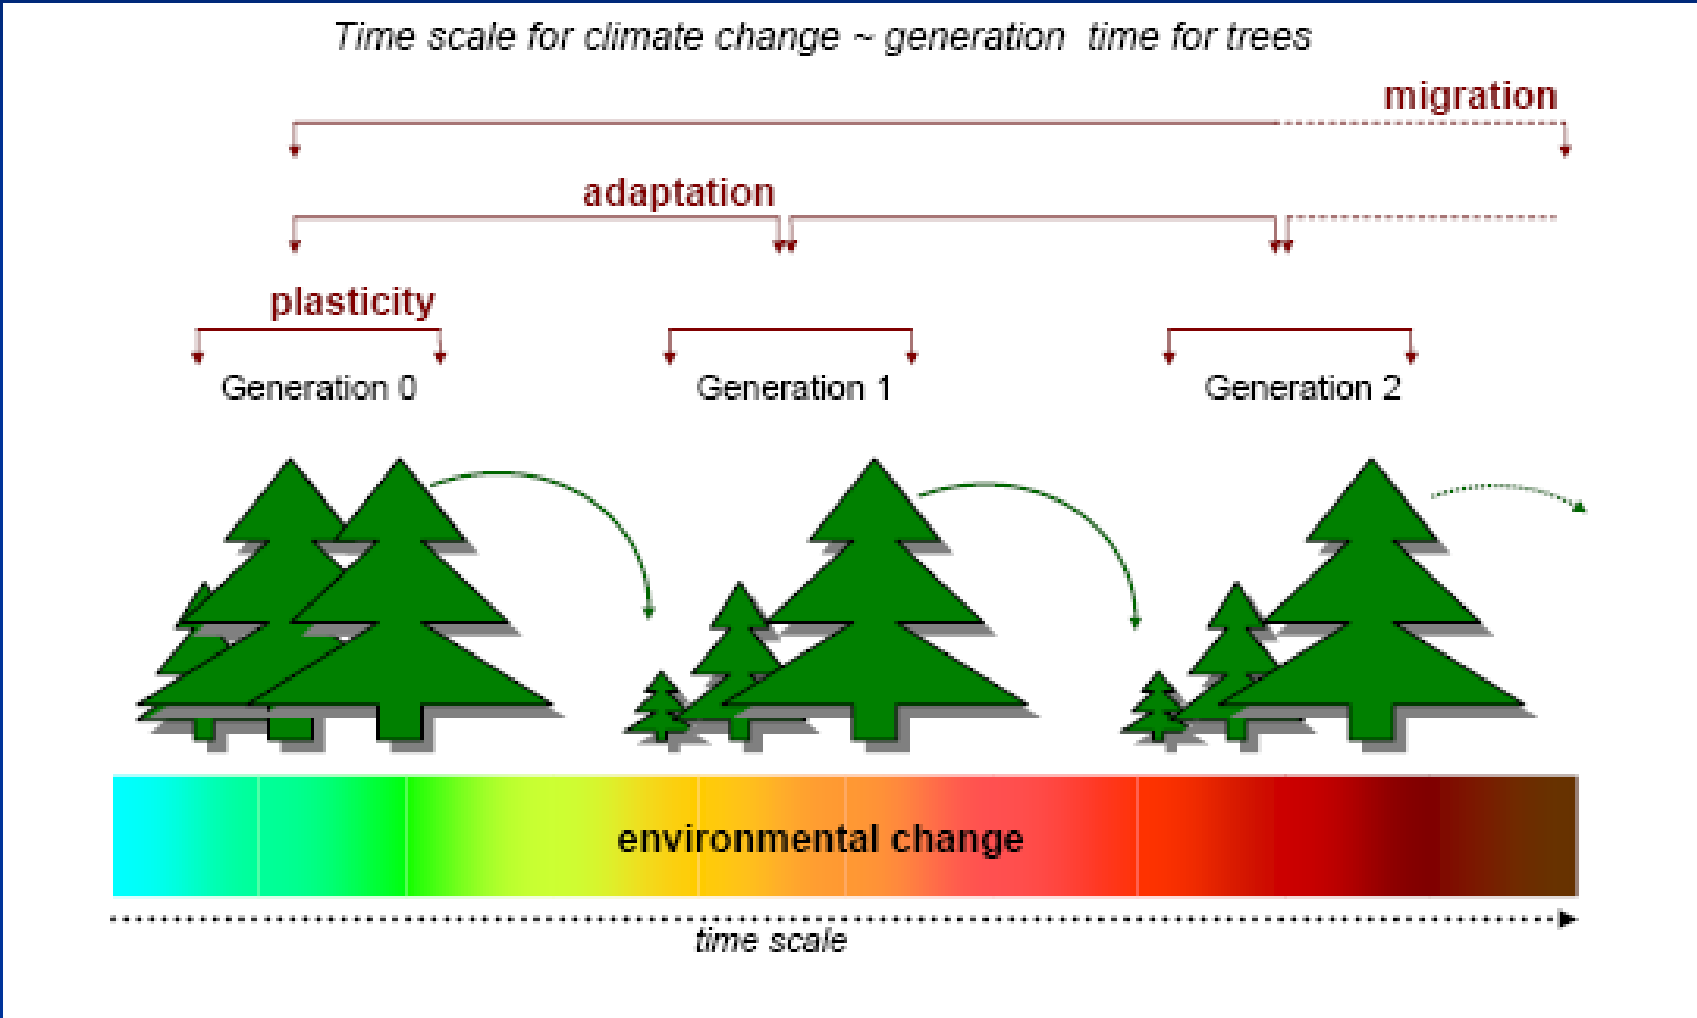 Time scale for climate change ~ generation time for trees
migration
adaptation
plasticity
Generation 0
Generation 1
Generation 2
environmental change
time scale